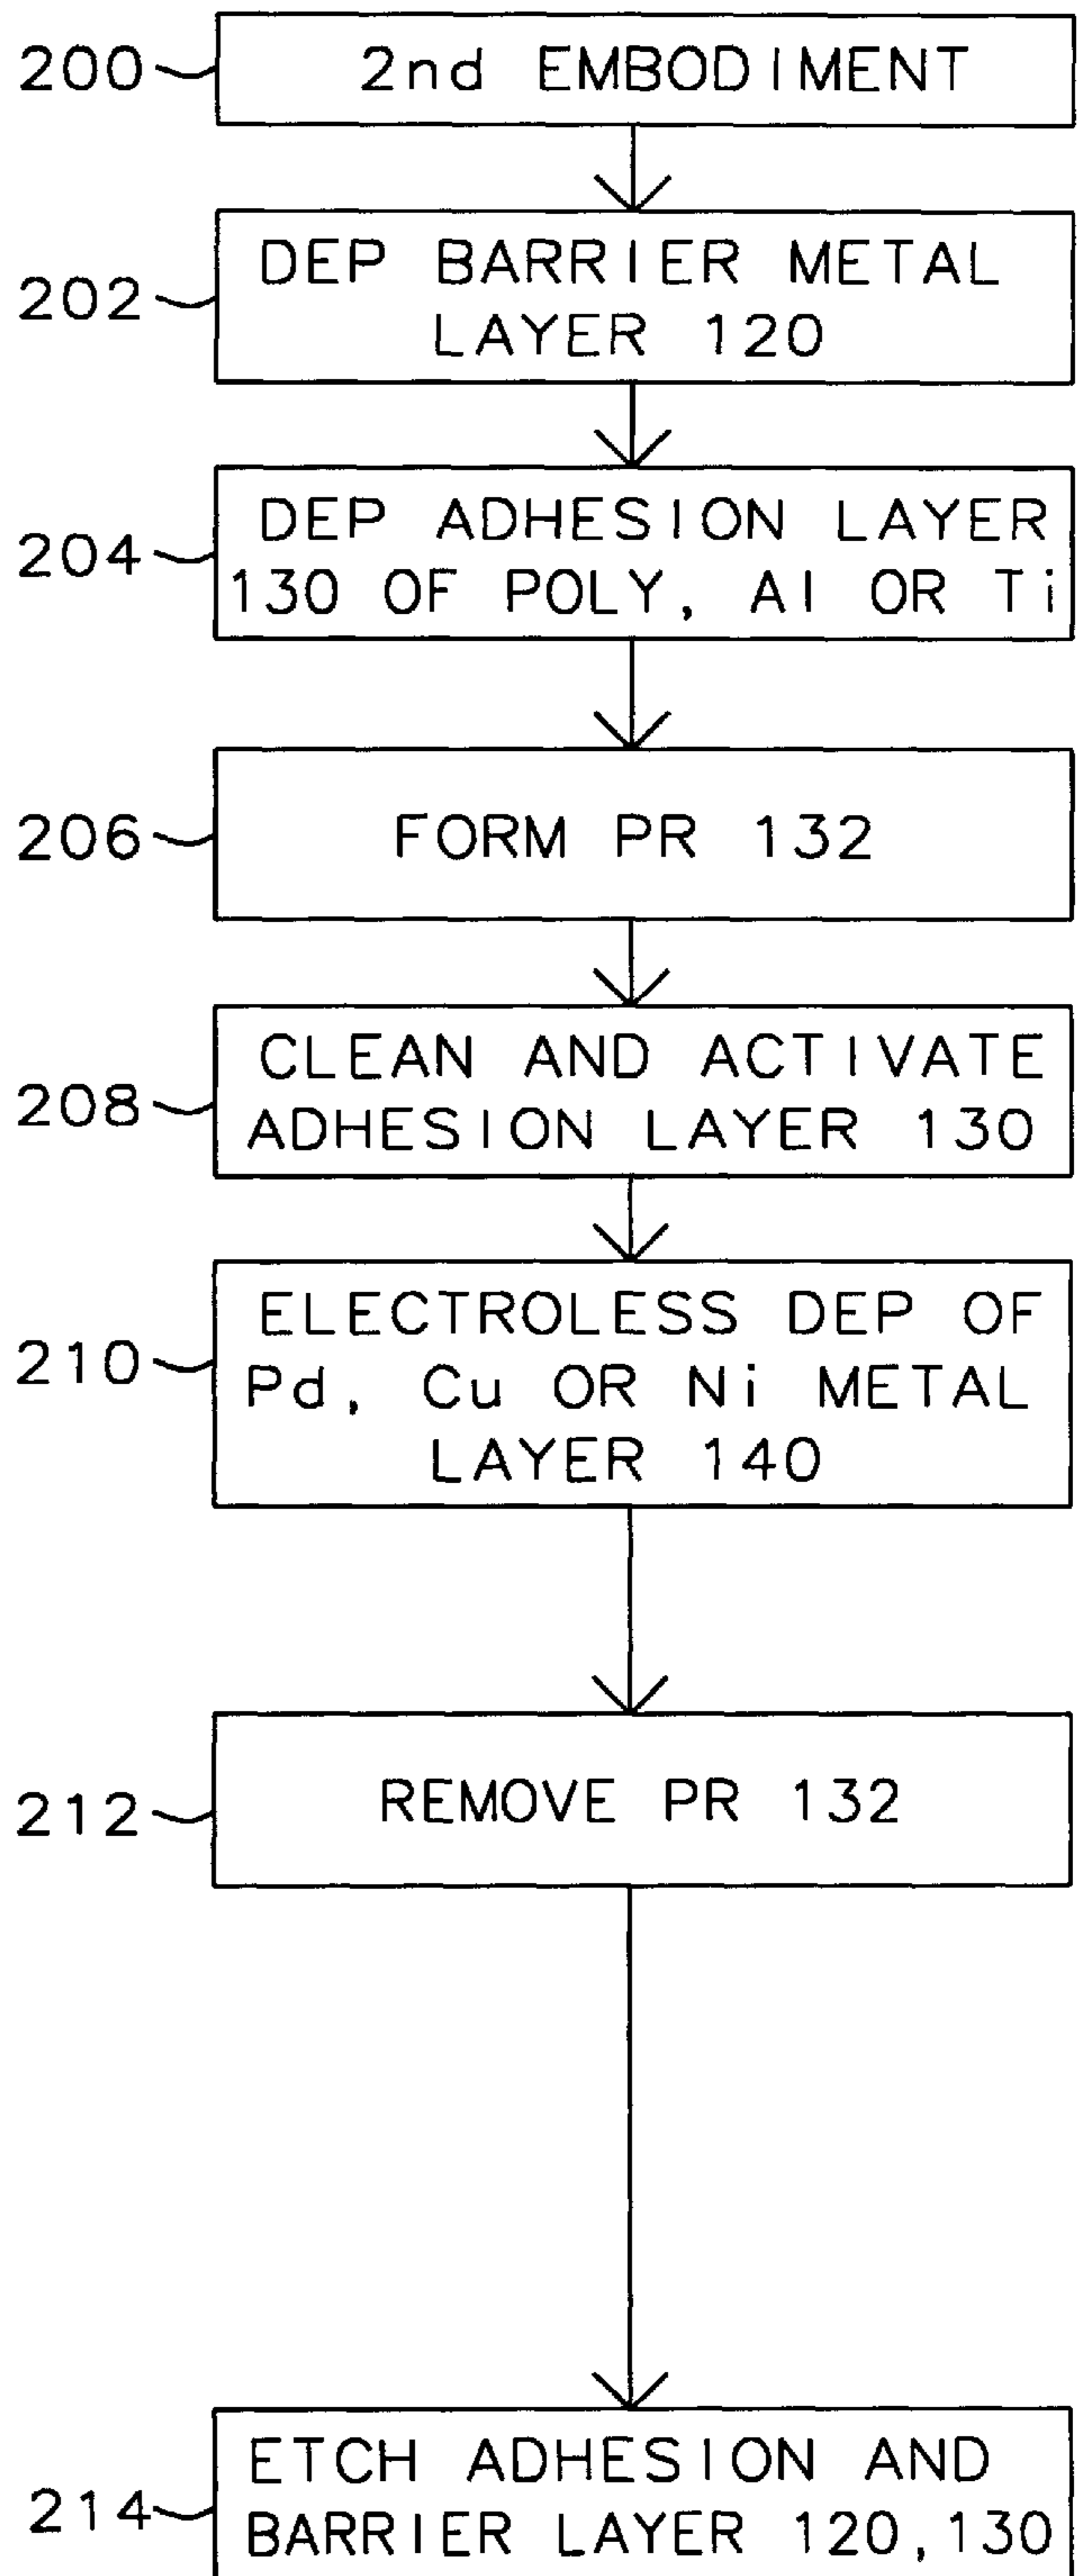 200
2nd EMBODIMENT
202
DEP BARRIER METAL
LAYER 120
204
DEP ADHESION LAYER
130 OF POLY, Al OR Ti
206
FORM PR 132
208
CLEAN AND ACTIVATE
ADHESION LAYER 130
210
ELECTROLESS DEP OF
Pd, Cu OR Ni METAL
LAYER 140
212
REMOVE PR 132
214
ETCH ADHESION AND
BARRIER LAYER 120,130